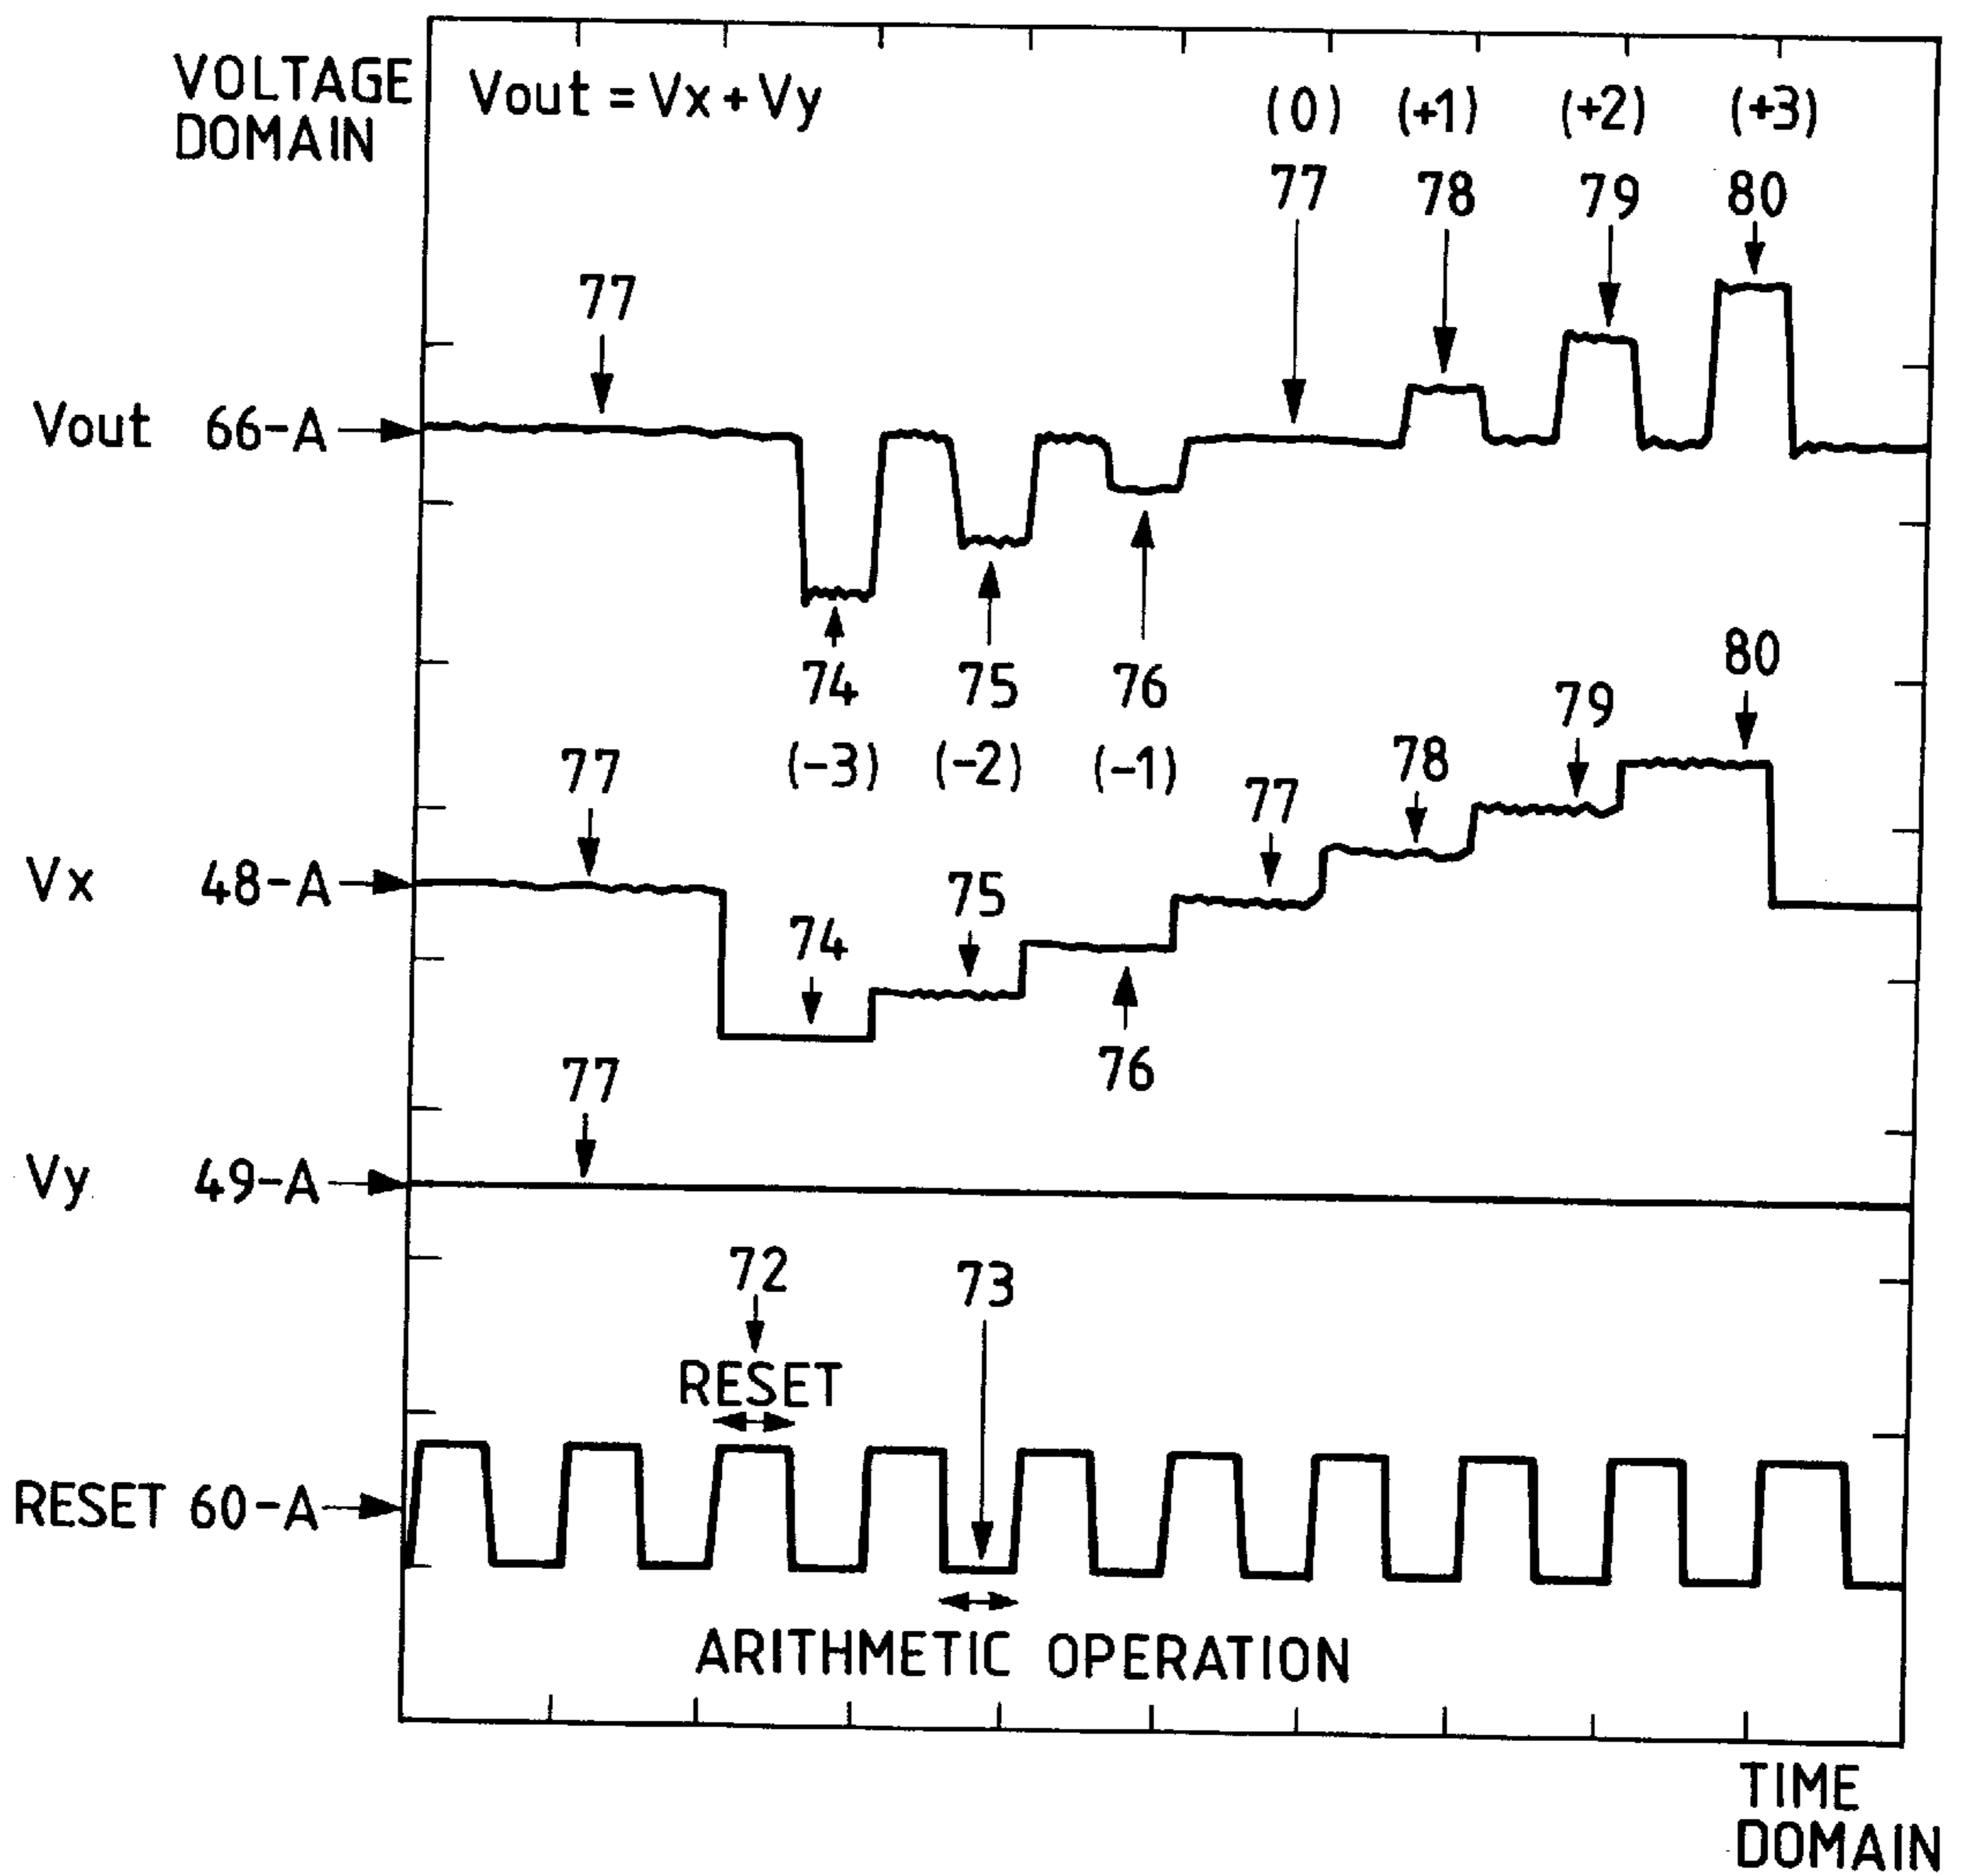 VOLTAGE
DOMAIN
Vout = Vx + Vy
(0) (+1) (+2) (+3)
77 78 79 80
77
Vout 66-A
74 75 76
(-3) (-2) (-1)
80
79
78
77
77
Vx 48-A
75
74
76
77
Vy 49-A
72
73
RESET
RESET 60-A
ARITHMETIC OPERATION
TIME
DOMAIN